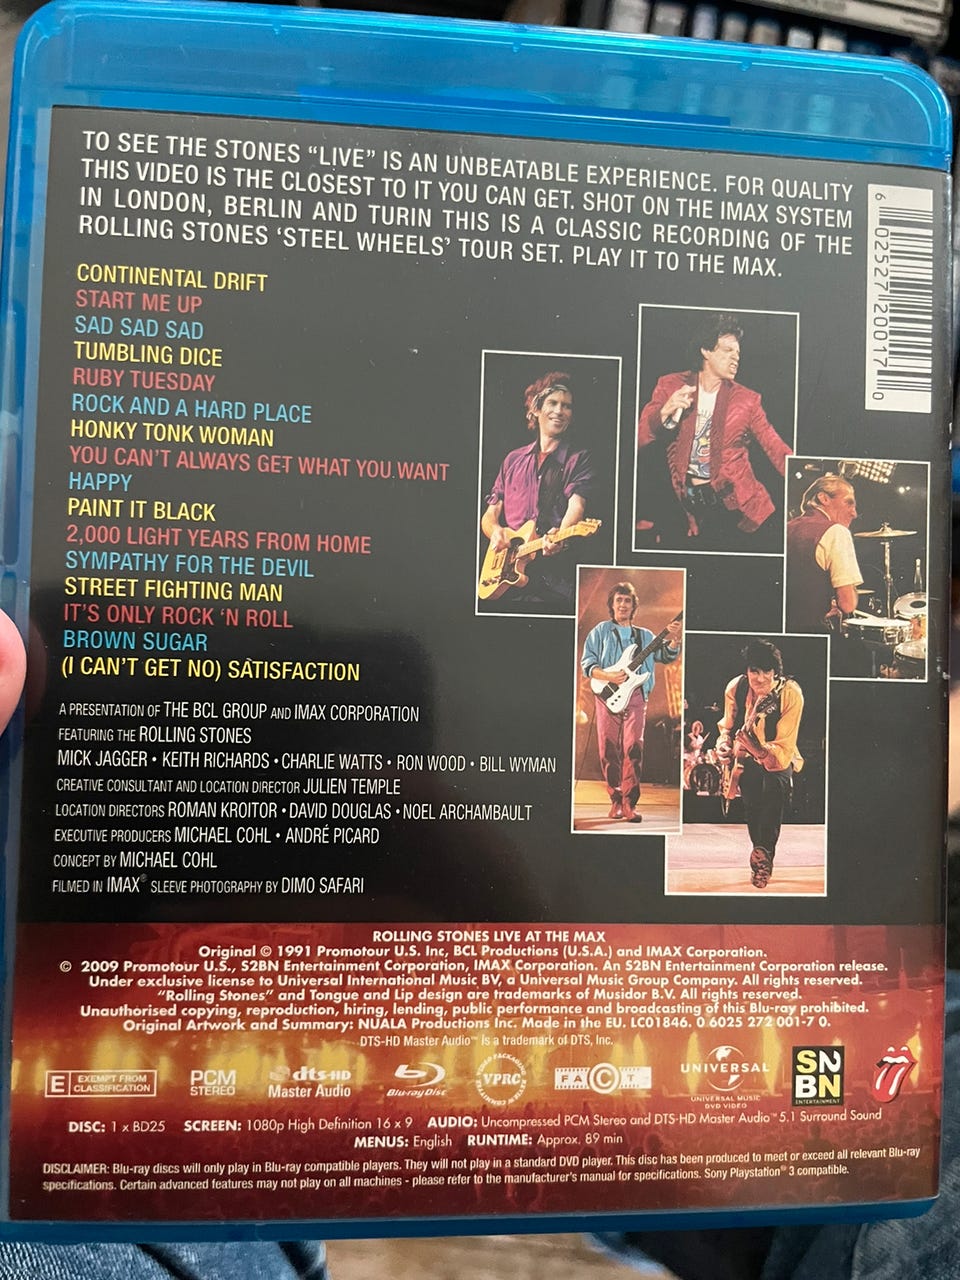 TO SEE THE STONES “LIVE” IS AN UNBEATABLE EXPERIENCE. FOR QUALITY
THIS VIDEO IS THE CLOSEST TO IT YOU CAN GET. SHOT ON THE IMAX SYSTEM
IN LONDON, BERLIN AND TURIN THIS IS A CLASSIC RECORDING OF THE
ROLLING STONES ‘STEEL WHEELS’ TOUR SET. PLAY IT TO THE MAX.
6 02527 20017 0
CONTINENTAL DRIFT
START ME UP
SAD SAD SAD
TUMBLING DICE
RUBY TUESDAY
ROCK AND A HARD PLACE
HONKY TONK WOMAN
YOU CAN’T ALWAYS GET WHAT YOU WANT
HAPPY
PAINT IT BLACK
2,000 LIGHT YEARS FROM HOME
SYMPATHY FOR THE DEVIL
STREET FIGHTING MAN
IT’S ONLY ROCK ‘N ROLL
BROWN SUGAR
(I CAN’T GET NO) SATISFACTION
A PRESENTATION OF THE BCL GROUP AND IMAX CORPORATION
FEATURING THE ROLLING STONES
MICK JAGGER • KEITH RICHARDS • CHARLIE WATTS • RON WOOD • BILL WYMAN
CREATIVE CONSULTANT AND LOCATION DIRECTOR JULIEN TEMPLE
LOCATION DIRECTORS ROMAN KROITOR • DAVID DOUGLAS • NOEL ARCHAMBAULT
EXECUTIVE PRODUCERS MICHAEL COHL • ANDRÉ PICARD
CONCEPT BY MICHAEL COHL
FILMED IN IMAX® SLEEVE PHOTOGRAPHY BY DIMO SAFARI
ROLLING STONES LIVE AT THE MAX
Original © 1991 Promotour U.S. Inc, BCL Productions (U.S.A.) and IMAX Corporation.
© 2009 Promotour U.S., S2BN Entertainment Corporation, IMAX Corporation. An S2BN Entertainment Corporation release.
Under exclusive license to Universal International Music BV, a Universal Music Group Company. All rights reserved.
“Rolling Stones” and Tongue and Lip design are trademarks of Musidor B.V. All rights reserved.
Unauthorised copying, reproduction, hiring, lending, public performance and broadcasting of this Blu-ray prohibited.
Original Artwork and Summary: NUALA Productions Inc. Made in the EU. LC01846. 0 6025 272 001-7 0.
DTS-HD Master Audio™ is a trademark of DTS, Inc.
E EXEMPT FROM CLASSIFICATION
PCM STEREO
dts-HD Master Audio
Blu-ray Disc
VIDEO PACKAGING REVIEW COMMITTEE VPRC
FACT
UNIVERSAL
UNIVERSAL MUSIC DVD VIDEO
S2BN ENTERTAINMENT
DISC: 1 x BD25 SCREEN: 1080p High Definition 16 x 9 AUDIO: Uncompressed PCM Stereo and DTS-HD Master Audio™ 5.1 Surround Sound
MENUS: English RUNTIME: Approx. 89 min
DISCLAIMER: Blu-ray discs will only play in Blu-ray compatible players. They will not play in a standard DVD player. This disc has been produced to meet or exceed all relevant Blu-ray
specifications. Certain advanced features may not play on all machines - please refer to the manufacturer’s manual for specifications. Sony Playstation® 3 compatible.